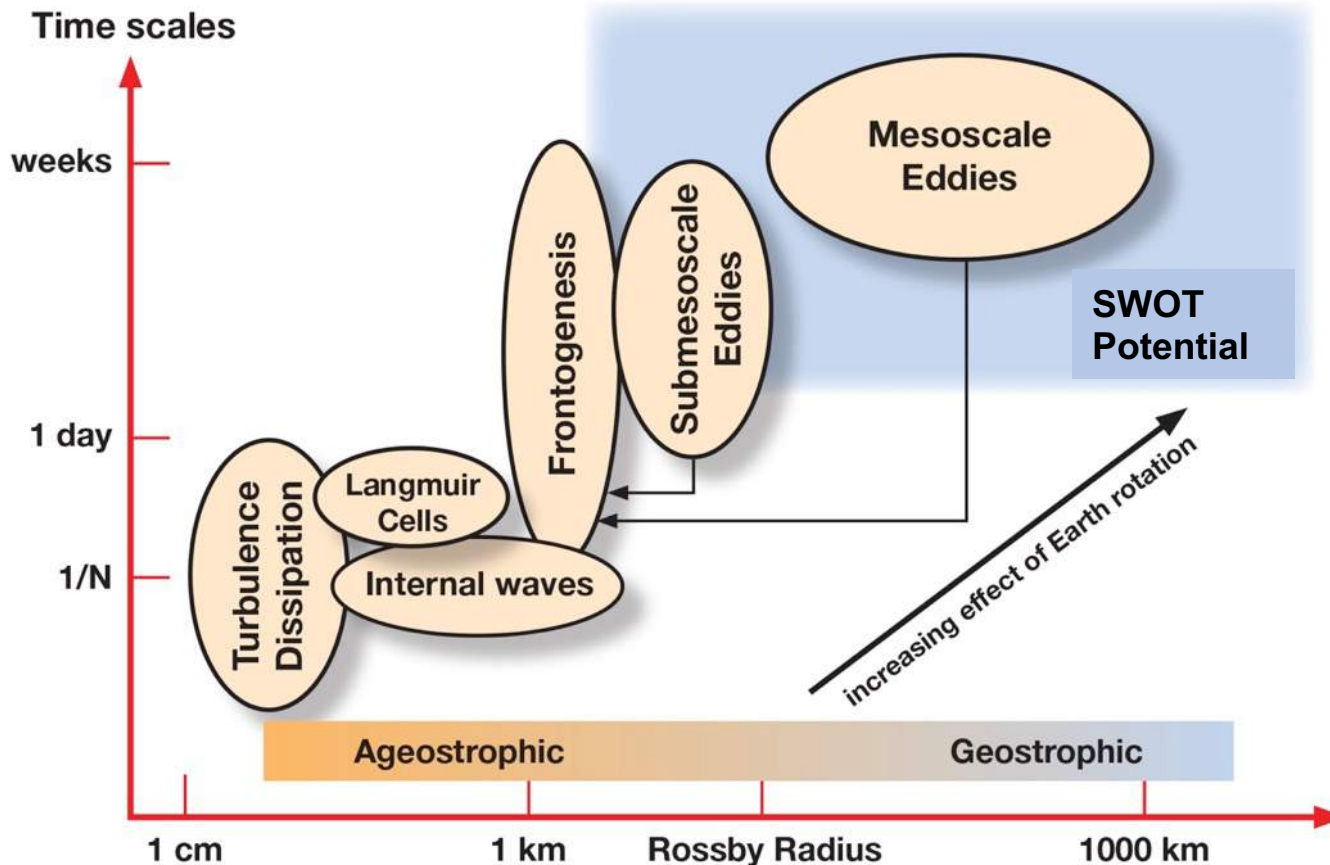 Time scales
weeks
1 day
1/N
Mesoscale
Eddies
Submesoscale
Eddies
Frontogenesis
SWOT
Potential
Langmuir
Cells
Turbulence
Dissipation
Internal waves
increasing effect of Earth rotation
Ageostrophic
Geostrophic
1 cm
1 km
Rossby Radius
1000 km